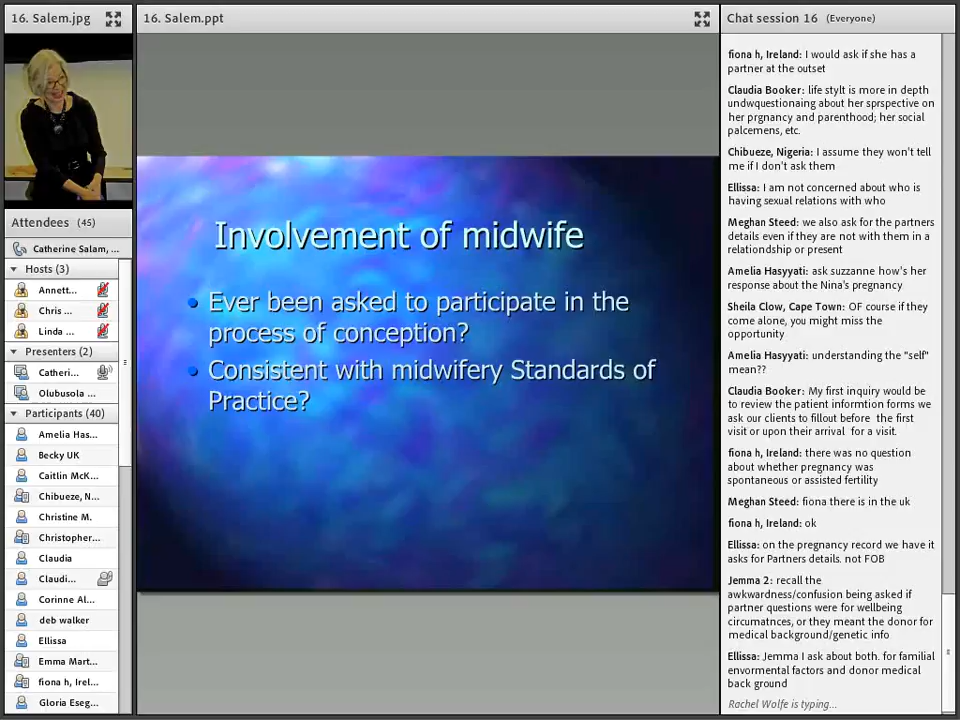 16. Salem.jpg
16. Salem.ppt
Chat session 16 (Everyone)
Attendees (45)
Catherine Salam, ...
Hosts (3)
Annett...
Chris ...
Linda ...
Presenters (2)
Catheri...
Olubusola ...
Participants (40)
Amelia Has...
Becky UK
Caitlin McK...
Chibueze, N...
Christine M.
Christopher...
Claudia
Claudi...
Corinne Al...
deb walker
Ellissa
Emma Mart...
fiona h, Irel...
Gloria Eseg...
Involvement of midwife
• Ever been asked to participate in the
process of conception?
• Consistent with midwifery Standards of
Practice?
fiona h, Ireland: I would ask if she has a
partner at the outset
Claudia Booker: life stylt is more in depth
undwquestionaing about her sprspective on
her prgnancy and parenthood; her social
palcemens, etc.
Chibueze, Nigeria: I assume they won't tell
me if I don't ask them
Ellissa: I am not concerned about who is
having sexual relations with who
Meghan Steed: we also ask for the partners
details even if they are not with them in a
relationship or present
Amelia Hasyyati: ask suzzanne how's her
response about the Nina's pregnancy
Sheila Clow, Cape Town: OF course if they
come alone, you might miss the
opportunity
Amelia Hasyyati: understanding the "self"
mean??
Claudia Booker: My first inquiry would be
to review the patient informtion forms we
ask our clients to fillout before the first
visit or upon their arrival for a visit.
fiona h, Ireland: there was no question
about whether pregnancy was
spontaneous or assisted fertility
Meghan Steed: fiona there is in the uk
fiona h, Ireland: ok
Ellissa: on the pregnancy record we have it
asks for Partners details. not FOB
Jemma 2: recall the
awkwardness/confusion being asked if
partner questions were for wellbeing
circumatnces, or they meant the donor for
medical background/genetic info
Ellissa: Jemma I ask about both. for familial
envormental factors and donor medical
back ground
Rachel Wolfe is typing...